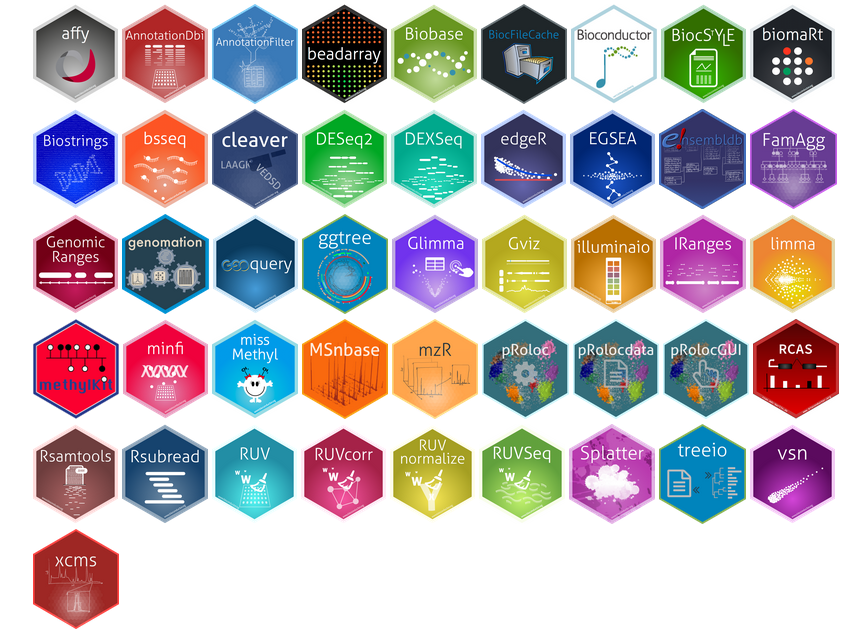 affy
AnnotationDbi
AnnotationFilter
beadarray
Biobase
BiocFileCache
Bioconductor
BiocStYLE
biomaRt
Biostrings
bsseq
cleaver
LAAGK
VEDSD
DESeq2
DEXSeq
edgeR
EGSEA
e!nsembldb
FamAgg
Genomic
Ranges
genomation
GEOquery
ggtree
Glimma
Gviz
illuminaio
IRanges
limma
methylKit
minfi
miss
Methyl
MSnbase
mzR
pRoloc
pRolocdata
pRolocGUI
RCAS
Rsamtools
Rsubread
RUV
w
W
RUVcorr
w
W
RUV
normalize
w
W
RUVSeq
w
W
Splatter
treeio
vsn
xcms